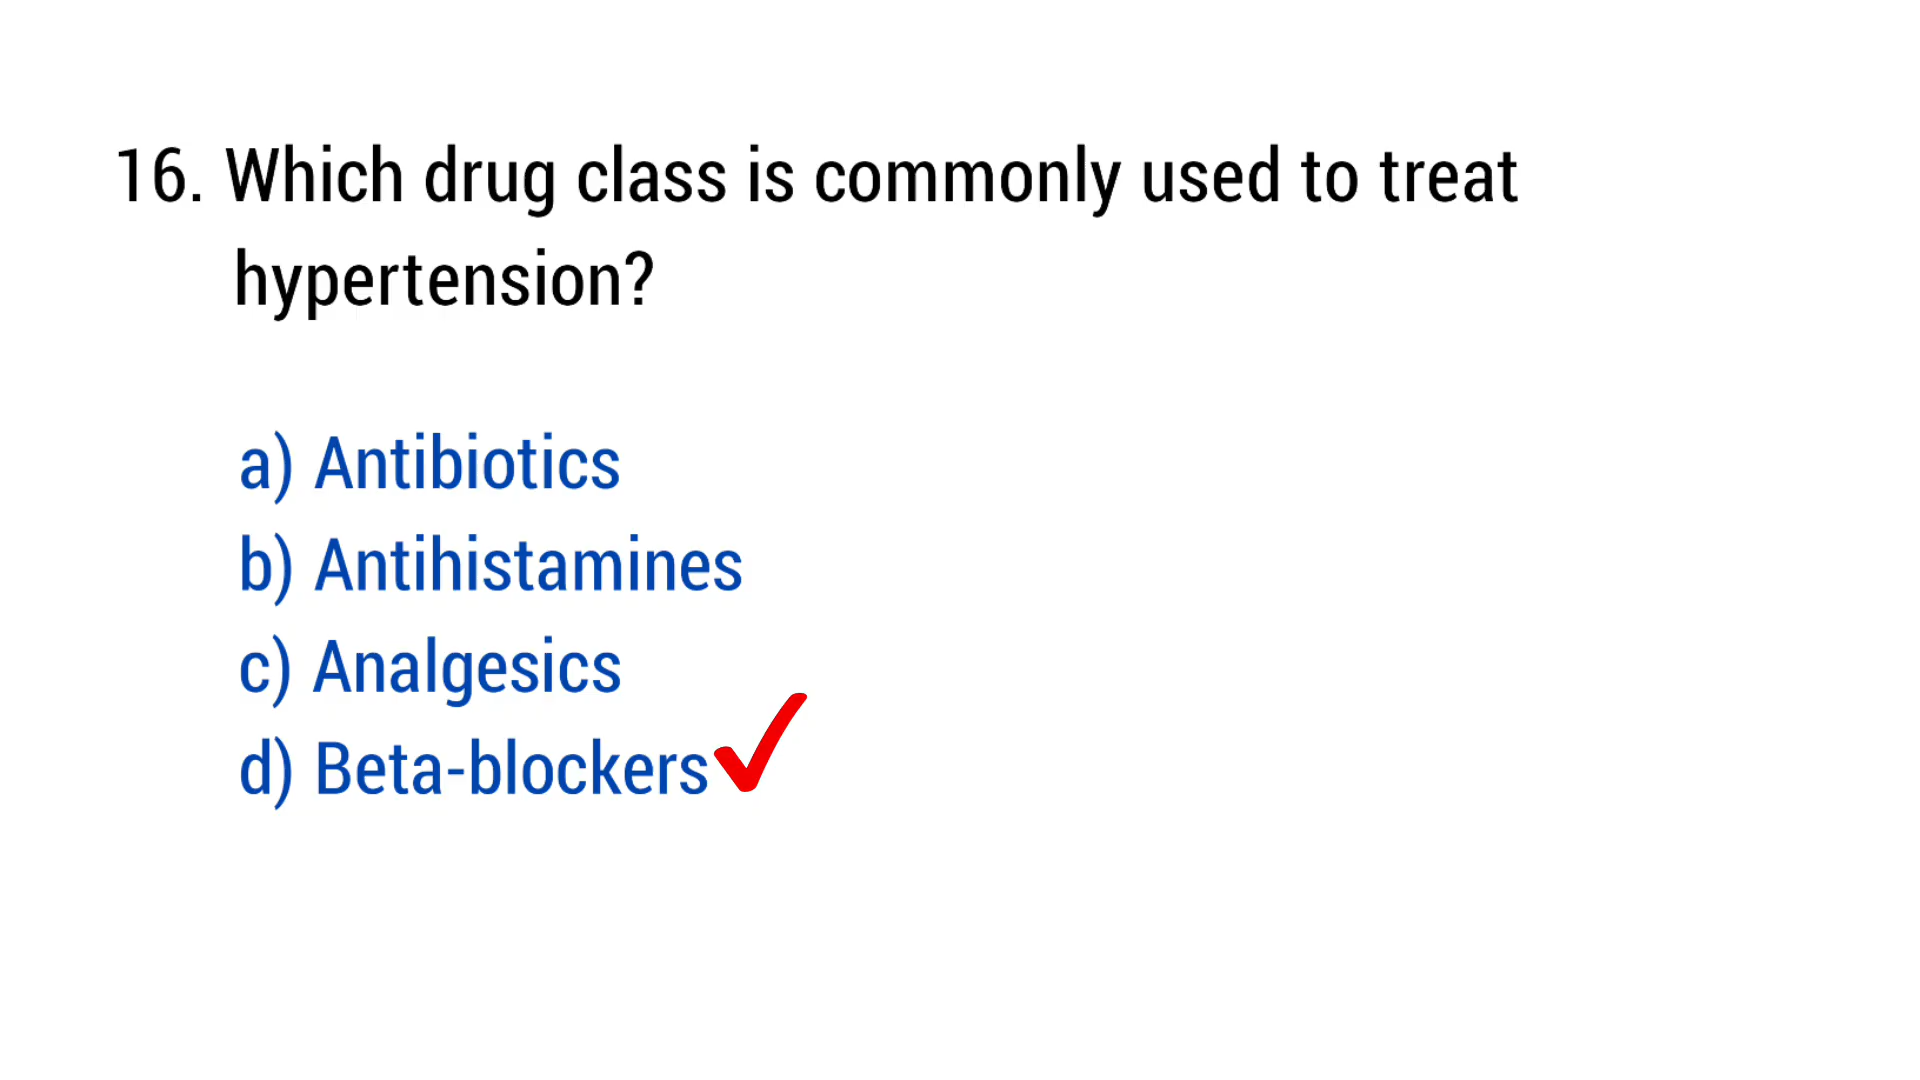 16. Which drug class is commonly used to treat
hypertension?
a) Antibiotics
b) Antihistamines
c) Analgesics
d) Beta-blockers